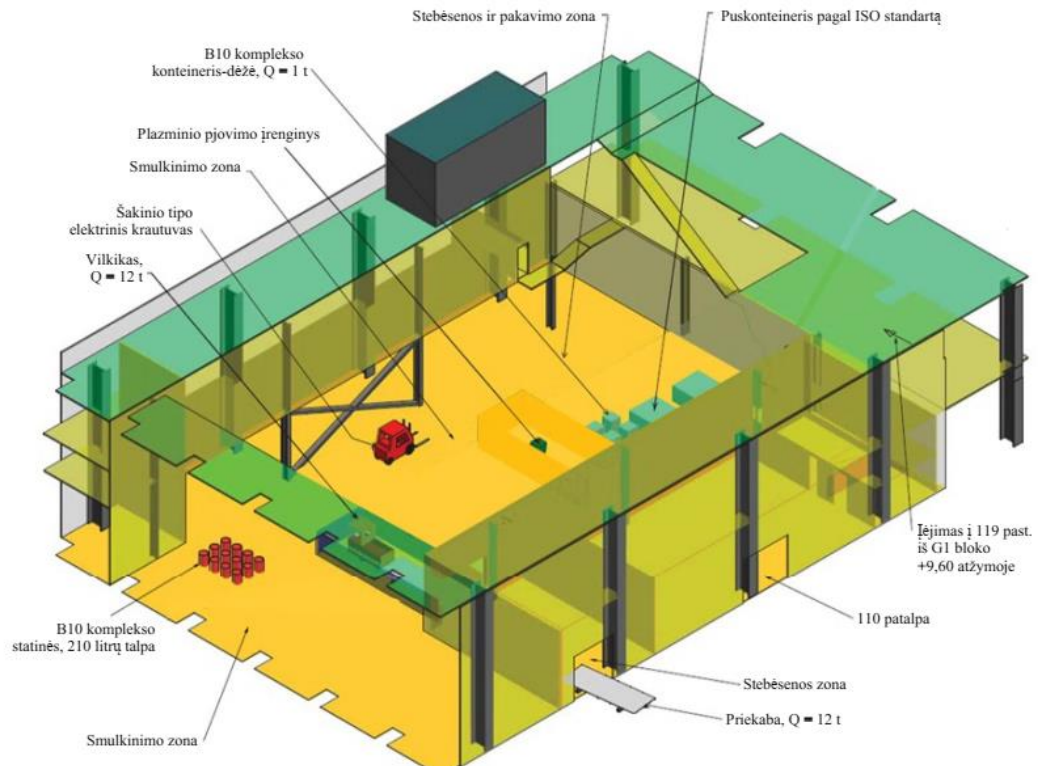 Stebėsenos ir pakavimo zona
Puskonteineris pagal ISO standartą
B10 komplekso
konteineris-dėžė, Q = 1 t
Plazminio pjovimo įrenginys
Smulkinimo zona
Šakinio tipo
elektrinis krautuvas
Vilkikas,
Q = 12 t
Įėjimas į 119 past.
iš G1 bloko
+9,60 atžymoje
110 patalpa
B10 komplekso
statinės, 210 litrų talpa
Stebėsenos zona
Priekaba, Q = 12 t
Smulkinimo zona